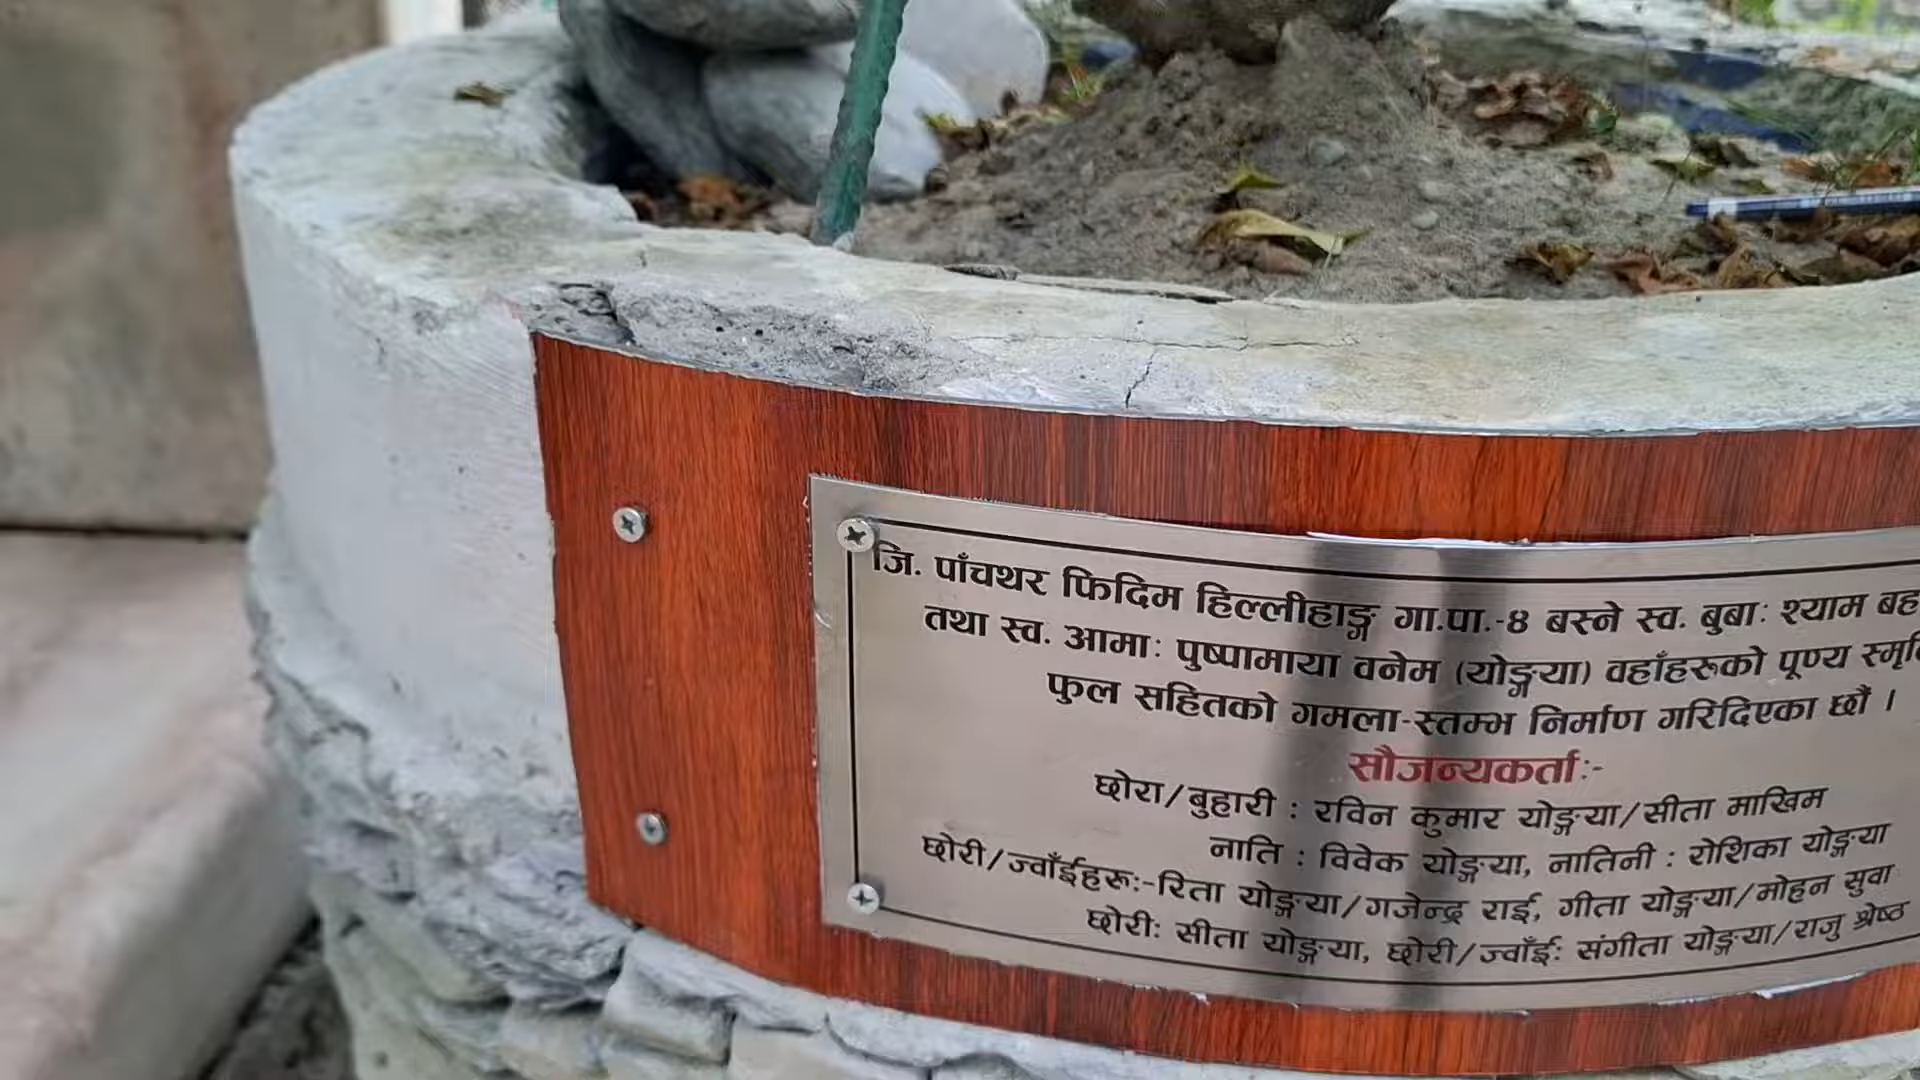 जि. पाँचथर फिदिम हिल्लीहाङ्ग गा.पा.-४ बस्ने स्व. बुबाः श्याम
तथा स्व. आमाः पुष्पामाया वनेम (योङ्ग्या) वहाँहरूको पूण्य
फुल सहितको गमला-स्तम्भ निर्माण गरिदिएका छौं ।
सौजन्यकर्ताः-
छोरा/बुहारी : रविन कुमार योङ्ग्या/सीता माखिम
नाति : विवेक योङ्ग्या, नातिनी : रोशिका योङ्ग्या
छोरी/ज्वाँईहरूः-रिता योङ्ग्या/गजेन्द्र राई, गीता योङ्ग्या/मोहन सुवा
छोरीः सीता योङ्ग्या, छोरी/ज्वाँईः संगीता योङ्ग्या/राजु श्रेष्ठ